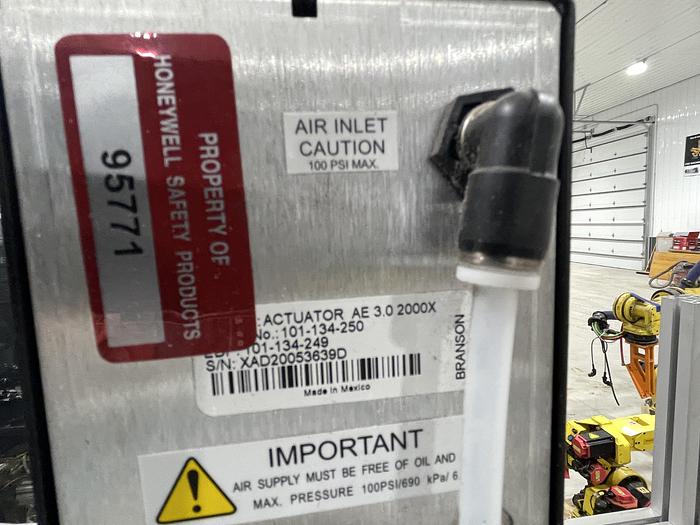 PROPERTY OF
HONEYWELL SAFETY PRODUCTS
95771
AIR INLET
CAUTION
100 PSI MAX.
: ACTUATOR AE 3.0 2000X
No.: 101-134-250
101-134-249
S/N: XAD20053639D
Made in Mexico
BRANSON
IMPORTANT
AIR SUPPLY MUST BE FREE OF OIL AND
MAX. PRESSURE 100PSI/690 kPa/ 6